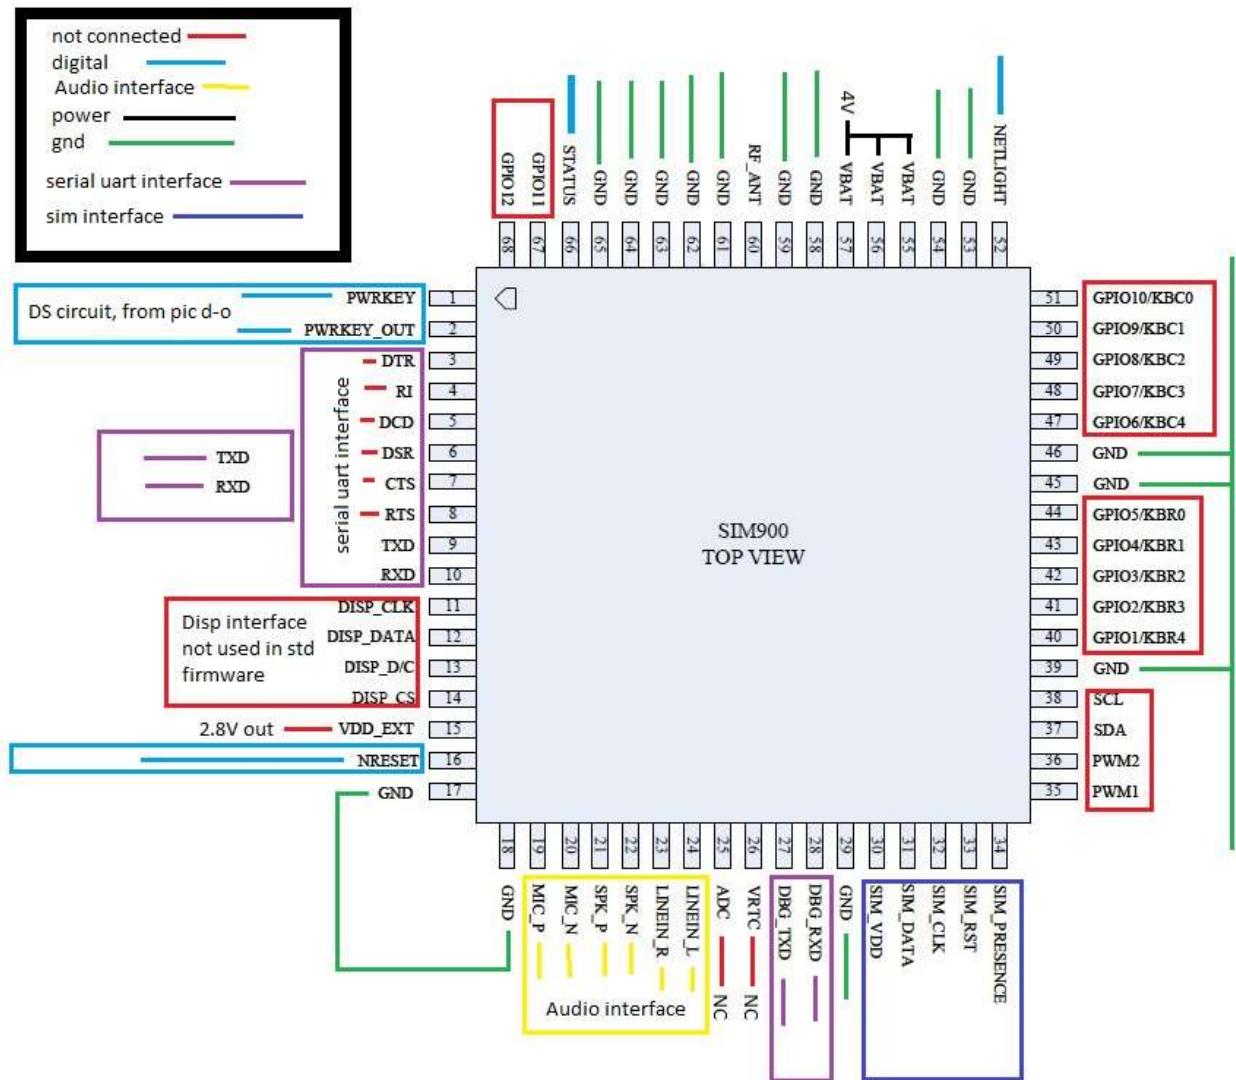 not connected
digital
Audio interface
power
gnd
serial uart interface
sim interface
GPIO12
GPIO11
STATUS
GND
GND
GND
GND
GND
RF_ANT
GND
GND
4V
VBAT
VBAT
VBAT
GND
GND
NETLIGHT
68 67 66 65 64 63 62 61 60 59 58 57 56 55 54 53 52
DS circuit, from pic d-o
PWRKEY 1
PWRKEY_OUT 2
serial uart interface
DTR 3
RI 4
DCD 5
DSR 6
CTS 7
RTS 8
TXD 9
RXD 10
TXD
RXD
Disp interface
not used in std
firmware
DISP_CLK 11
DISP_DATA 12
DISP_D/C 13
DISP_CS 14
2.8V out VDD_EXT 15
NRESET 16
GND 17
SIM900
TOP VIEW
51 GPIO10/KBC0
50 GPIO9/KBC1
49 GPIO8/KBC2
48 GPIO7/KBC3
47 GPIO6/KBC4
46 GND
45 GND
44 GPIO5/KBR0
43 GPIO4/KBR1
42 GPIO3/KBR2
41 GPIO2/KBR3
40 GPIO1/KBR4
39 GND
38 SCL
37 SDA
36 PWM2
35 PWM1
18 19 20 21 22 23 24 25 26 27 28 29 30 31 32 33 34
GND
MIC_P
MIC_N
SPK_P
SPK_N
LINEIN_R
LINEIN_L
Audio interface
ADC NC
VRTC NC
DBG_TXD
DBG_RXD
GND
SIM_VDD
SIM_DATA
SIM_CLK
SIM_RST
SIM_PRESENCE